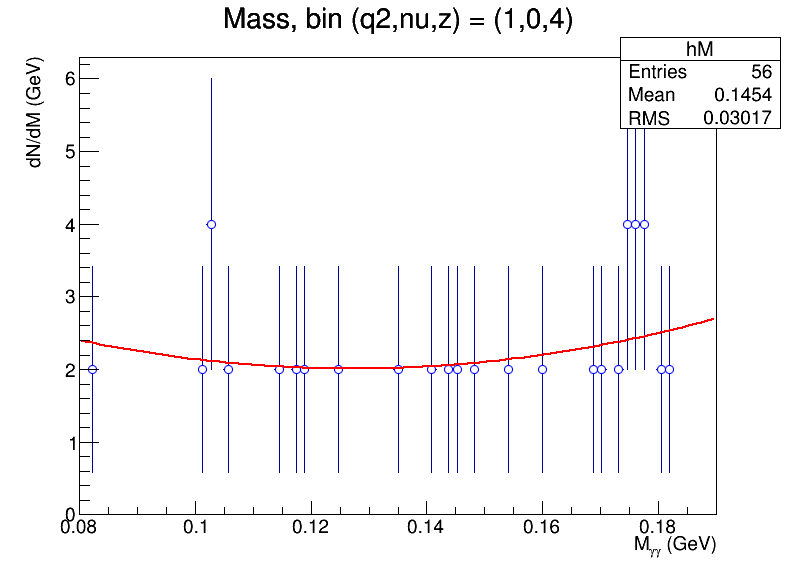 Mass, bin (q2,nu,z) = (1,0,4)
hM
Entries 56
Mean 0.1454
RMS 0.03017
dN/dM (GeV)
6
5
4
3
2
1
0
0.08 0.1 0.12 0.14 0.16 0.18
Mγγ (GeV)